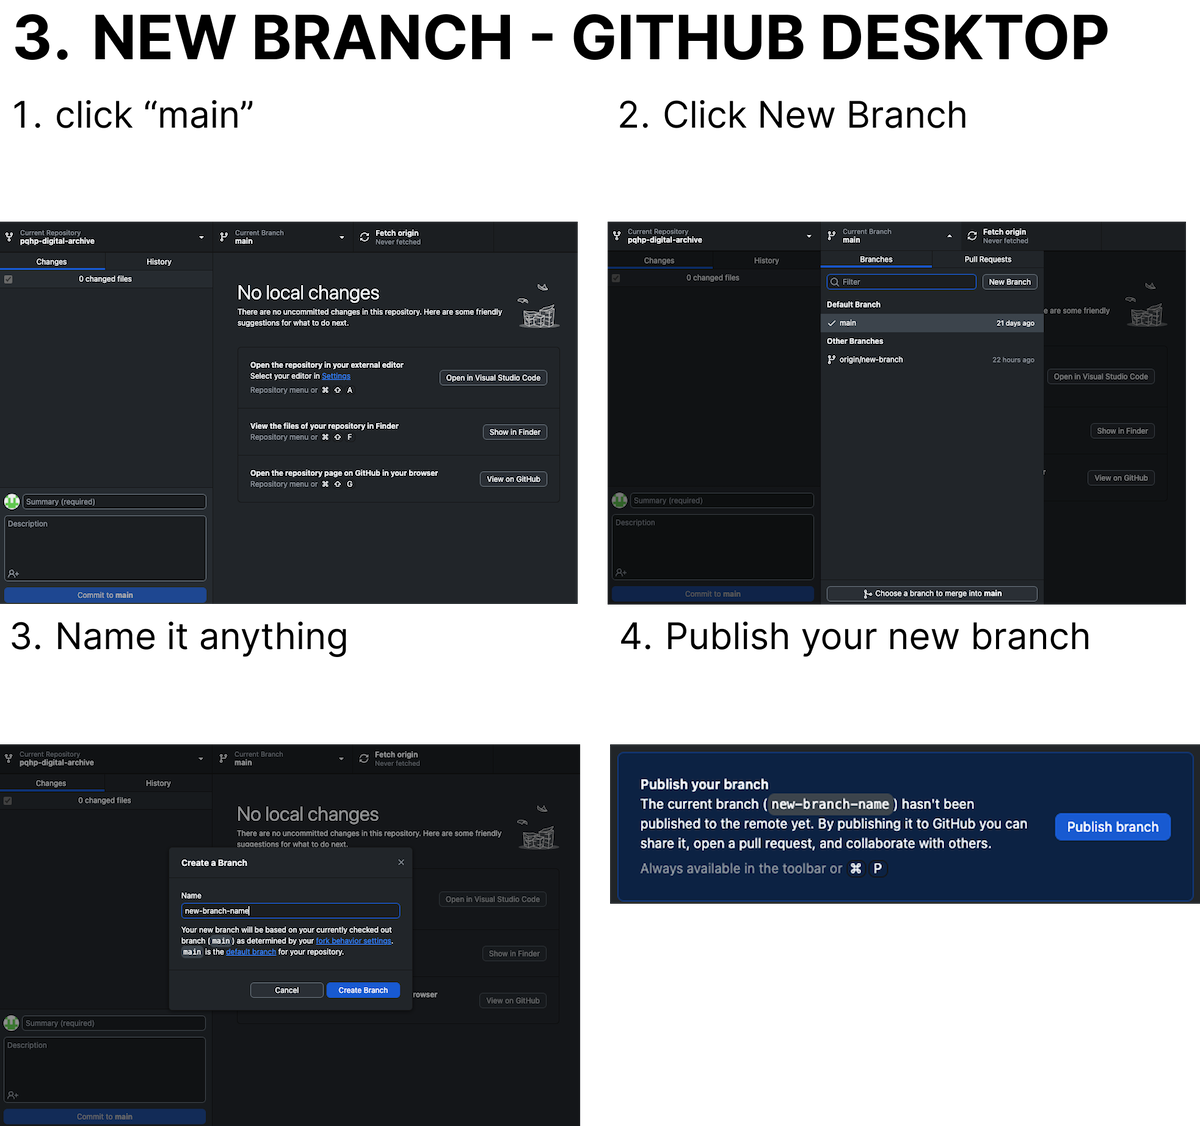 3. NEW BRANCH - GITHUB DESKTOP
1. click “main”
Current Repository
pqhp-digital-archive
Current Branch
main
Fetch origin
Never fetched
Changes
History
0 changed files
No local changes
There are no uncommitted changes in this repository. Here are some friendly
suggestions for what to do next.
Open the repository in your external editor
Select your editor in Settings
Repository menu or ⌘ ⇧ A
Open in Visual Studio Code
View the files of your repository in Finder
Repository menu or ⌘ ⇧ F
Show in Finder
Open the repository page on GitHub in your browser
Repository menu or ⌘ ⇧ G
View on GitHub
Summary (required)
Description
Commit to main
2. Click New Branch
Current Repository
pqhp-digital-archive
Current Branch
main
Fetch origin
Never fetched
Changes
History
0 changed files
Branches
Pull Requests
Filter
New Branch
Default Branch
main
21 days ago
Other Branches
origin/new-branch
22 hours ago
e are some friendly
Open in Visual Studio Code
Show in Finder
View on GitHub
Summary (required)
Description
Commit to main
Choose a branch to merge into main
3. Name it anything
Current Repository
pqhp-digital-archive
Current Branch
main
Fetch origin
Never fetched
Changes
History
0 changed files
No local changes
There are no uncommitted changes in this repository. Here are some friendly
suggestions for what to do next.
Create a Branch
Name
new-branch-name
Your new branch will be based on your currently checked out
branch ( main ) as determined by your fork behavior settings.
main is the default branch for your repository.
Cancel
Create Branch
Open in Visual Studio Code
Show in Finder
rowser
View on GitHub
Summary (required)
Description
Commit to main
4. Publish your new branch
Publish your branch
The current branch ( new-branch-name ) hasn't been
published to the remote yet. By publishing it to GitHub you can
share it, open a pull request, and collaborate with others.
Always available in the toolbar or ⌘ P
Publish branch